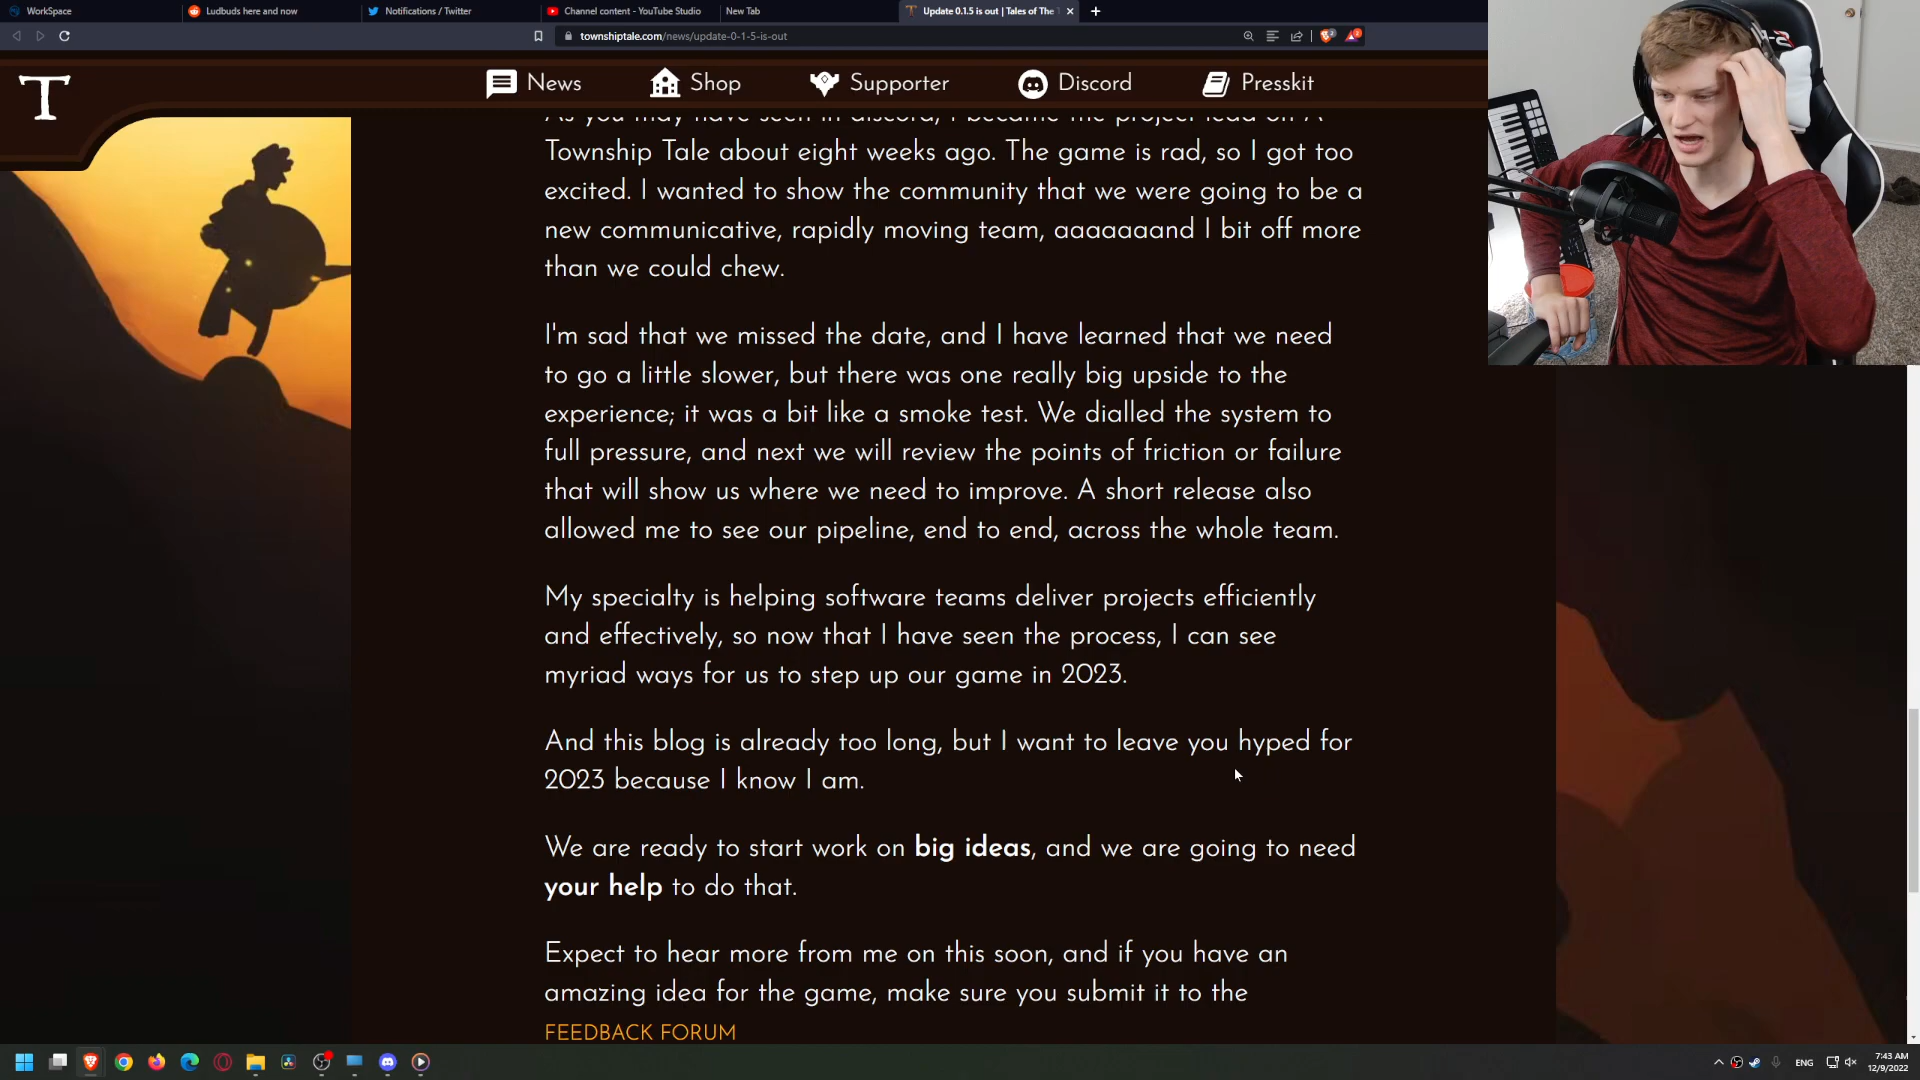 WorkSpace
Ludbuds here and now
Notifications / Twitter
Channel content - YouTube Studio
New Tab
Update 0.1.5 is out | Tales of The
townshiptale.com/news/update-0-1-5-is-out
T
News
Shop
Supporter
Discord
Presskit
As you may have seen in discord, I became the project lead on A
Township Tale about eight weeks ago. The game is rad, so I got too
excited. I wanted to show the community that we were going to be a
new communicative, rapidly moving team, aaaaaaand I bit off more
than we could chew.
I'm sad that we missed the date, and I have learned that we need
to go a little slower, but there was one really big upside to the
experience; it was a bit like a smoke test. We dialled the system to
full pressure, and next we will review the points of friction or failure
that will show us where we need to improve. A short release also
allowed me to see our pipeline, end to end, across the whole team.
My specialty is helping software teams deliver projects efficiently
and effectively, so now that I have seen the process, I can see
myriad ways for us to step up our game in 2023.
And this blog is already too long, but I want to leave you hyped for
2023 because I know I am.
We are ready to start work on big ideas, and we are going to need
your help to do that.
Expect to hear more from me on this soon, and if you have an
amazing idea for the game, make sure you submit it to the
FEEDBACK FORUM
ENG
7:43 AM
12/9/2022